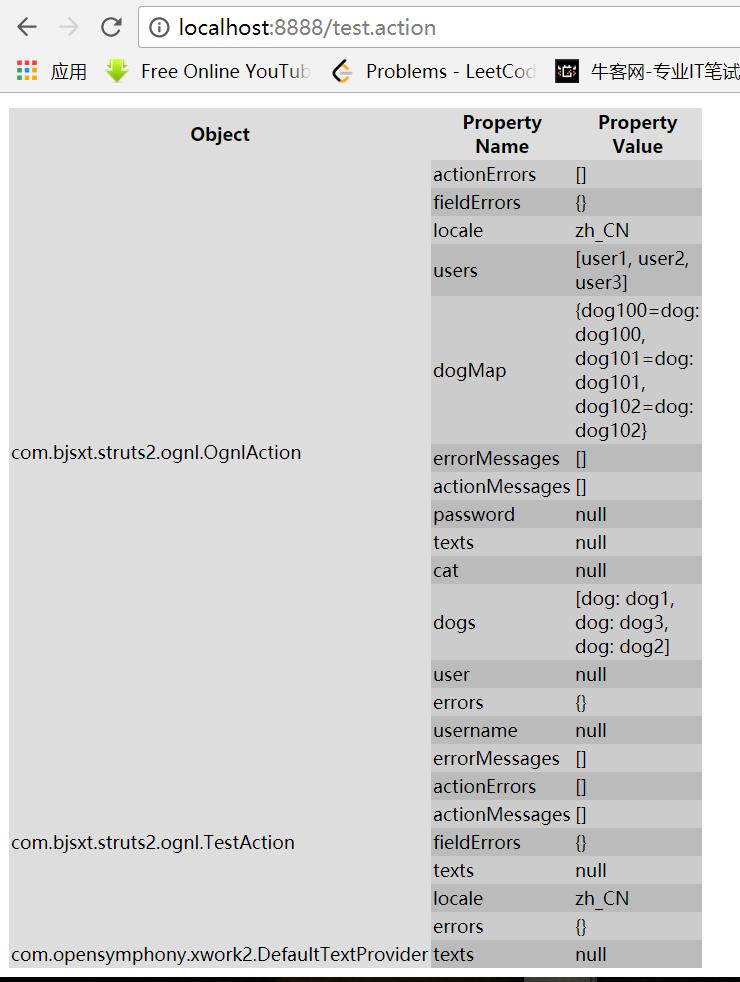 localhost:8888/test.action
应用 Free Online YouTub Problems - LeetCod 牛客网-专业IT笔试
Object Property Name Property Value
com.bjsxt.struts2.ognl.OgnlAction
actionErrors []
fieldErrors {}
locale zh_CN
users [user1, user2,
user3]
dogMap {dog100=dog:
dog100,
dog101=dog:
dog101,
dog102=dog:
dog102}
errorMessages []
actionMessages []
password null
texts null
cat null
dogs [dog: dog1,
dog: dog3,
dog: dog2]
user null
errors {}
username null
com.bjsxt.struts2.ognl.TestAction
errorMessages []
actionErrors []
actionMessages []
fieldErrors {}
texts null
locale zh_CN
errors {}
com.opensymphony.xwork2.DefaultTextProvider texts null